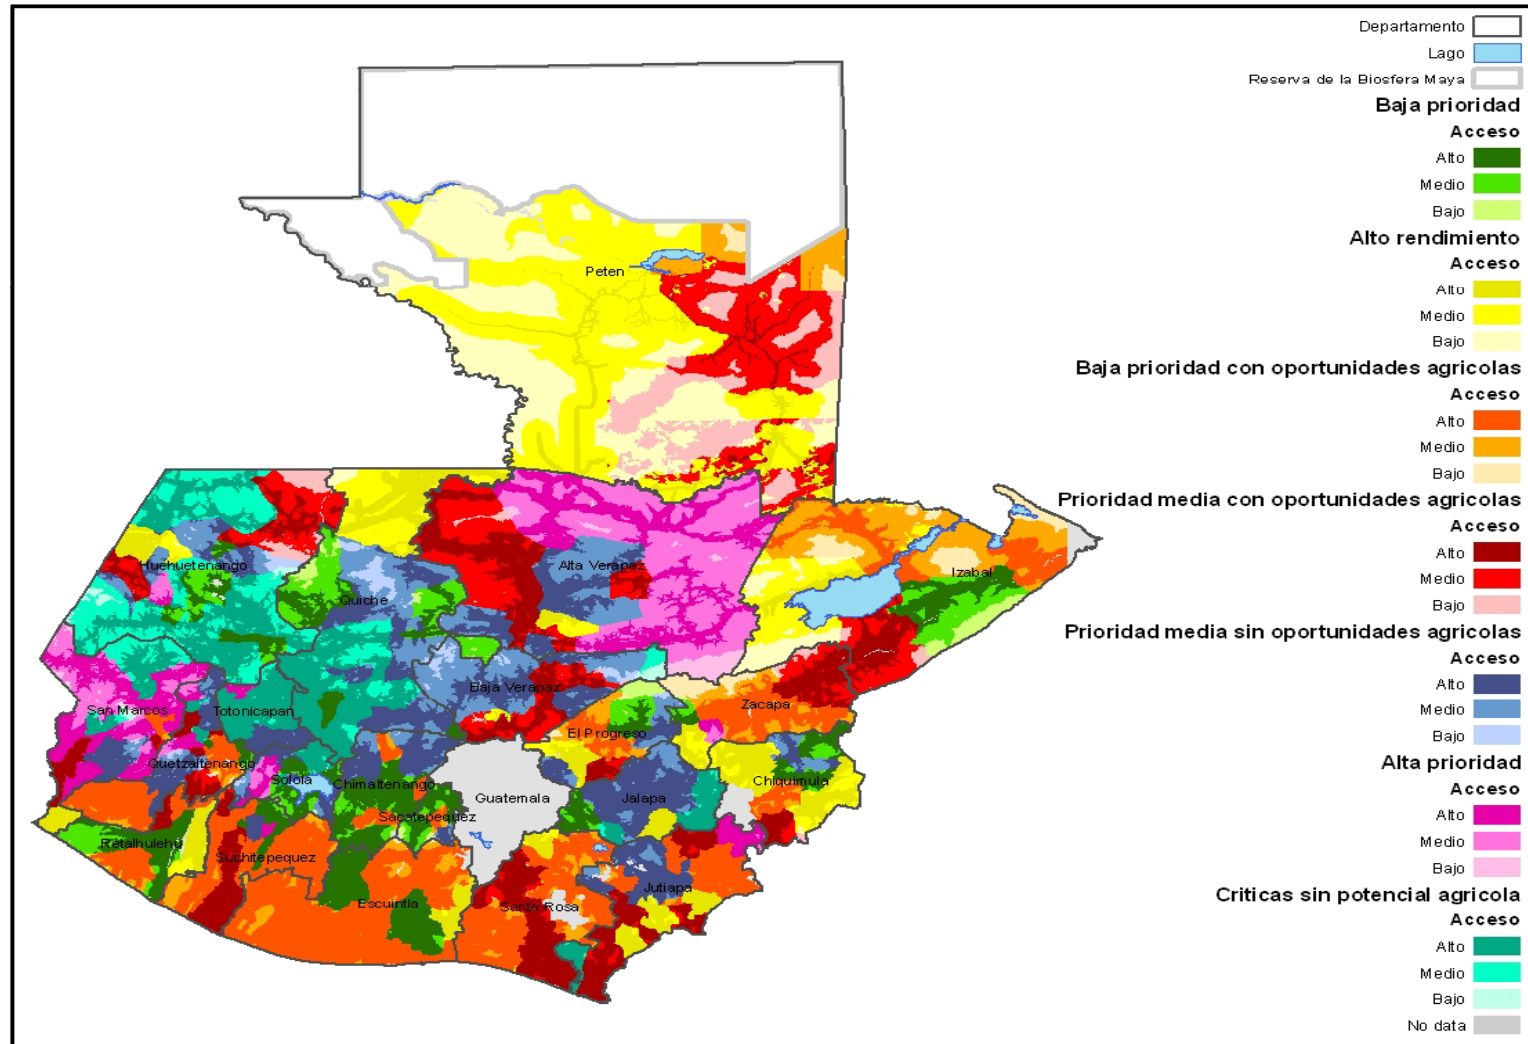 Departamento
Lago
Reserva de la Biosfera Maya
Baja prioridad
Acceso
Alto
Medio
Bajo
Alto rendimiento
Acceso
Alto
Medio
Bajo
Baja prioridad con oportunidades agricolas
Acceso
Alto
Medio
Bajo
Prioridad media con oportunidades agricolas
Acceso
Alto
Medio
Bajo
Prioridad media sin oportunidades agricolas
Acceso
Alto
Medio
Bajo
Alta prioridad
Acceso
Alto
Medio
Bajo
Criticas sin potencial agricola
Acceso
Alto
Medio
Bajo
No data
Peten
Huehuetenango
Quiche
Alta Verapaz
Izabal
Baja Verapaz
San Marcos
Totonicapan
Zacapa
El Progreso
Quetzaltenango
Solola
Chimaltenango
Guatemala
Jalapa
Chiquimula
Sacatepequez
Retalhulehu
Suchitepequez
Escuintla
Santa Rosa
Jutiapa